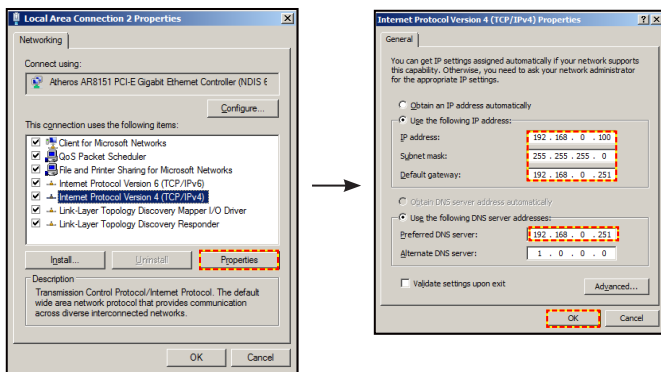 Local Area Connection 2 Properties
Networking
Connect using:
Atheros AR8151 PCI-E Gigabit Ethernet Controller (NDIS 6
Configure...
This connection uses the following items:
Client for Microsoft Networks
QoS Packet Scheduler
File and Printer Sharing for Microsoft Networks
Internet Protocol Version 6 (TCP/IPv6)
Internet Protocol Version 4 (TCP/IPv4)
Link-Layer Topology Discovery Mapper I/O Driver
Link-Layer Topology Discovery Responder
Install...
Uninstall
Properties
Description
Transmission Control Protocol/Internet Protocol. The default
wide area network protocol that provides communication
across diverse interconnected networks.
OK
Cancel
Internet Protocol Version 4 (TCP/IPv4) Properties
General
You can get IP settings assigned automatically if your network supports
this capability. Otherwise, you need to ask your network administrator
for the appropriate IP settings.
Obtain an IP address automatically
Use the following IP address:
IP address: 192 . 168 . 0 . 100
Subnet mask: 255 . 255 . 255 . 0
Default gateway: 192 . 168 . 0 . 251
Obtain DNS server address automatically
Use the following DNS server addresses:
Preferred DNS server: 192 . 168 . 0 . 251
Alternate DNS server: 1 . 0 . 0 . 0
Validate settings upon exit
Advanced...
OK
Cancel